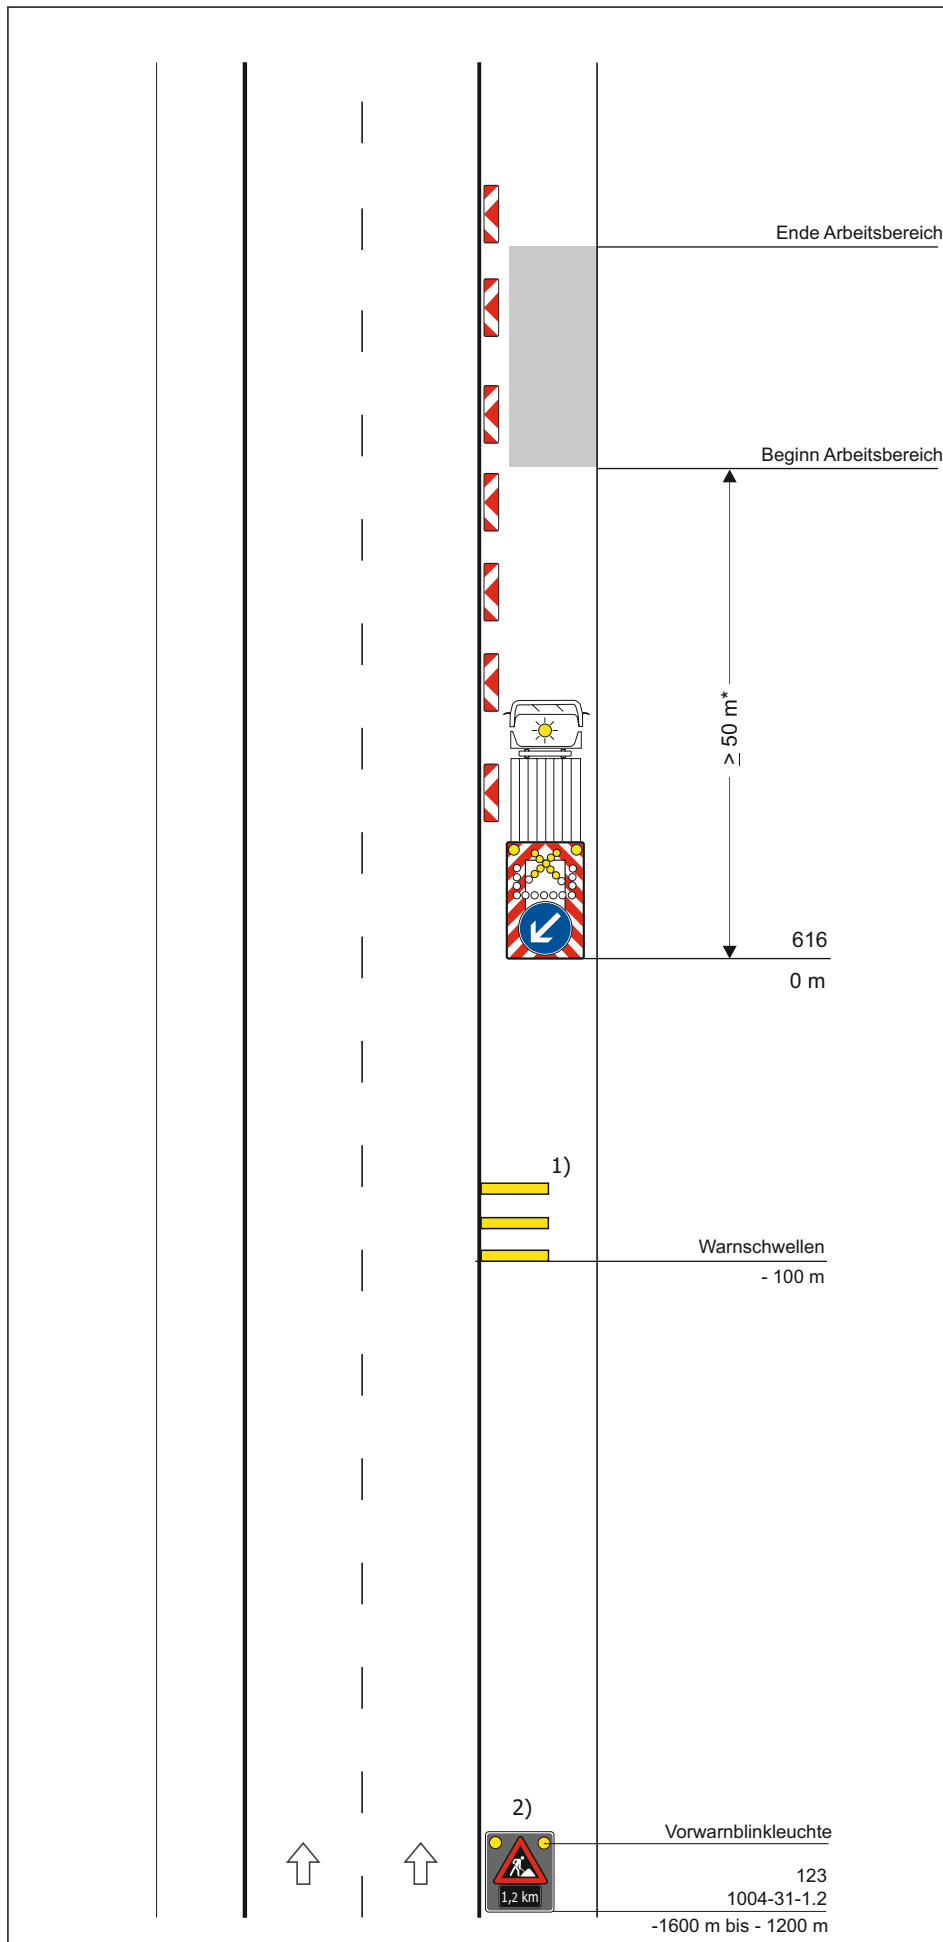 Ende Arbeitsbereich
Beginn Arbeitsbereich
≥ 50 m*
616
0 m
1)
Warnschwellen
- 100 m
2)
Vorwarnblinkleuchte
1,2 km
123
1004-31-1.2
-1600 m bis - 1200 m